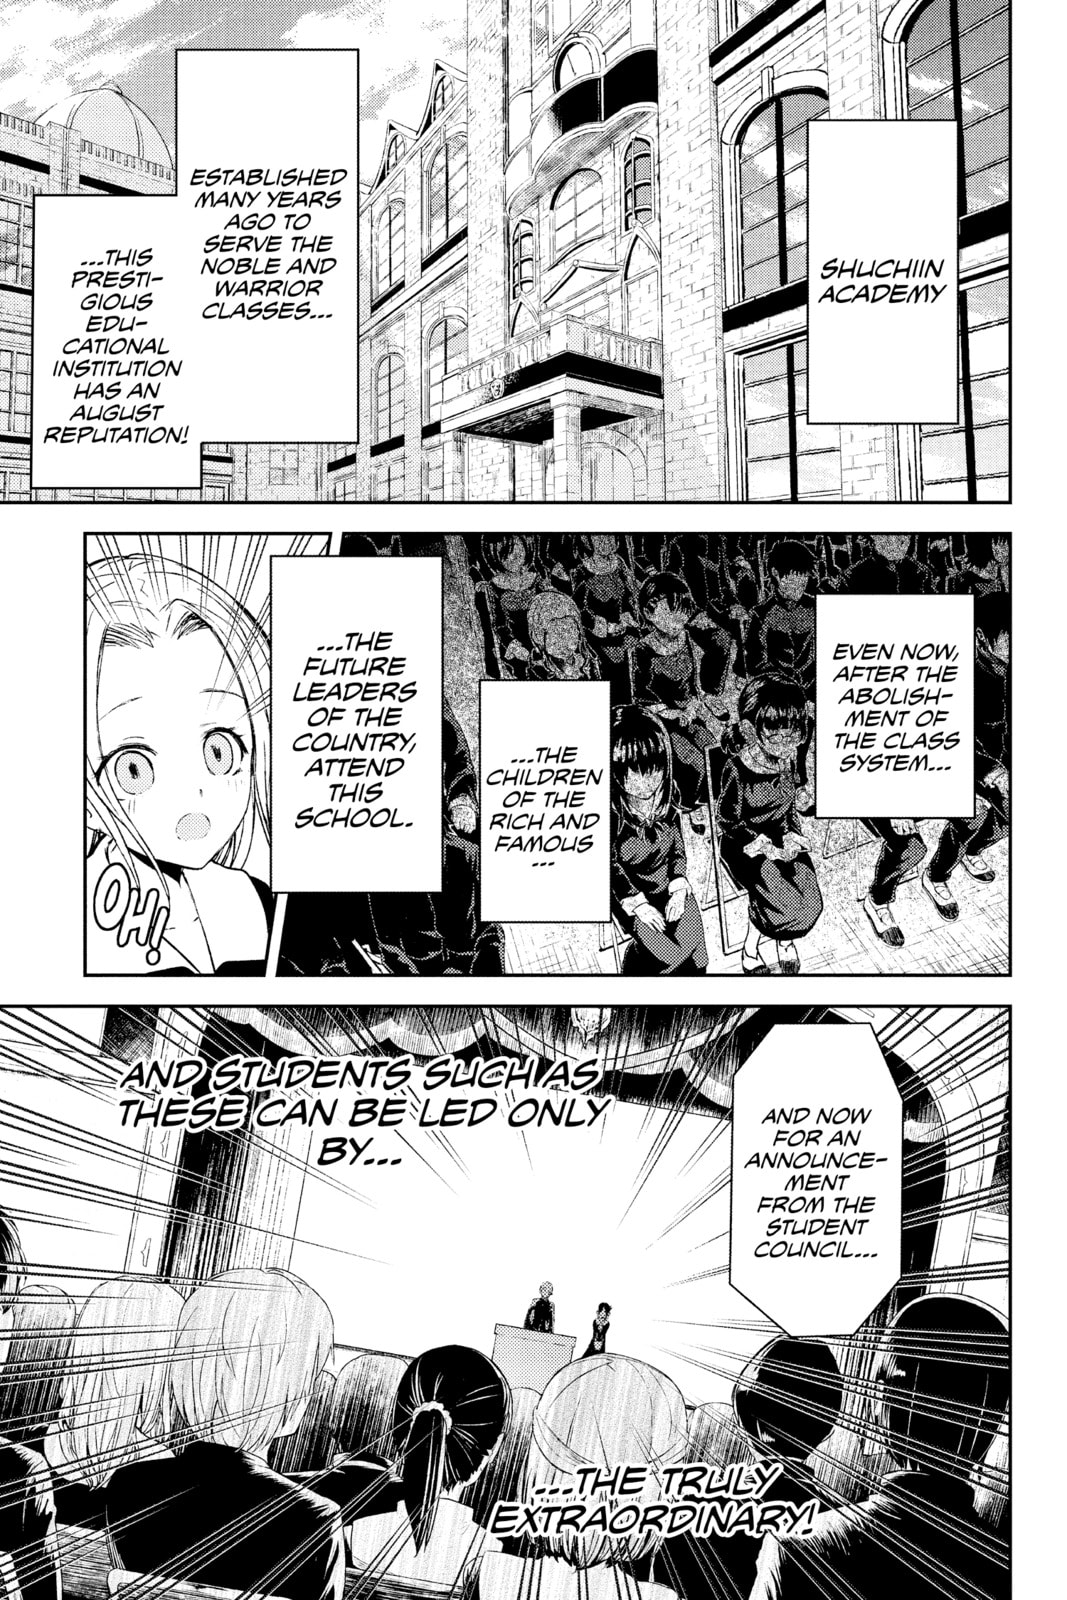 SHUCHIIN
ACADEMY
ESTABLISHED
MANY YEARS
AGO TO
SERVE THE
NOBLE AND
WARRIOR
CLASSES...
...THIS
PRESTI-
GIOUS
EDU-
CATIONAL
INSTITUTION
HAS AN
AUGUST
REPUTATION!
EVEN NOW,
AFTER THE
ABOLISH-
MENT OF
THE CLASS
SYSTEM...
...THE
CHILDREN
OF THE
RICH AND
FAMOUS
...
...THE
FUTURE
LEADERS
OF THE
COUNTRY,
ATTEND
THIS
SCHOOL.
OH!
AND NOW
FOR AN
ANNOUNCE-
MENT
FROM THE
STUDENT
COUNCIL...
AND STUDENTS SUCH AS
THESE CAN BE LED ONLY
BY...
...THE TRULY
EXTRAORDINARY!